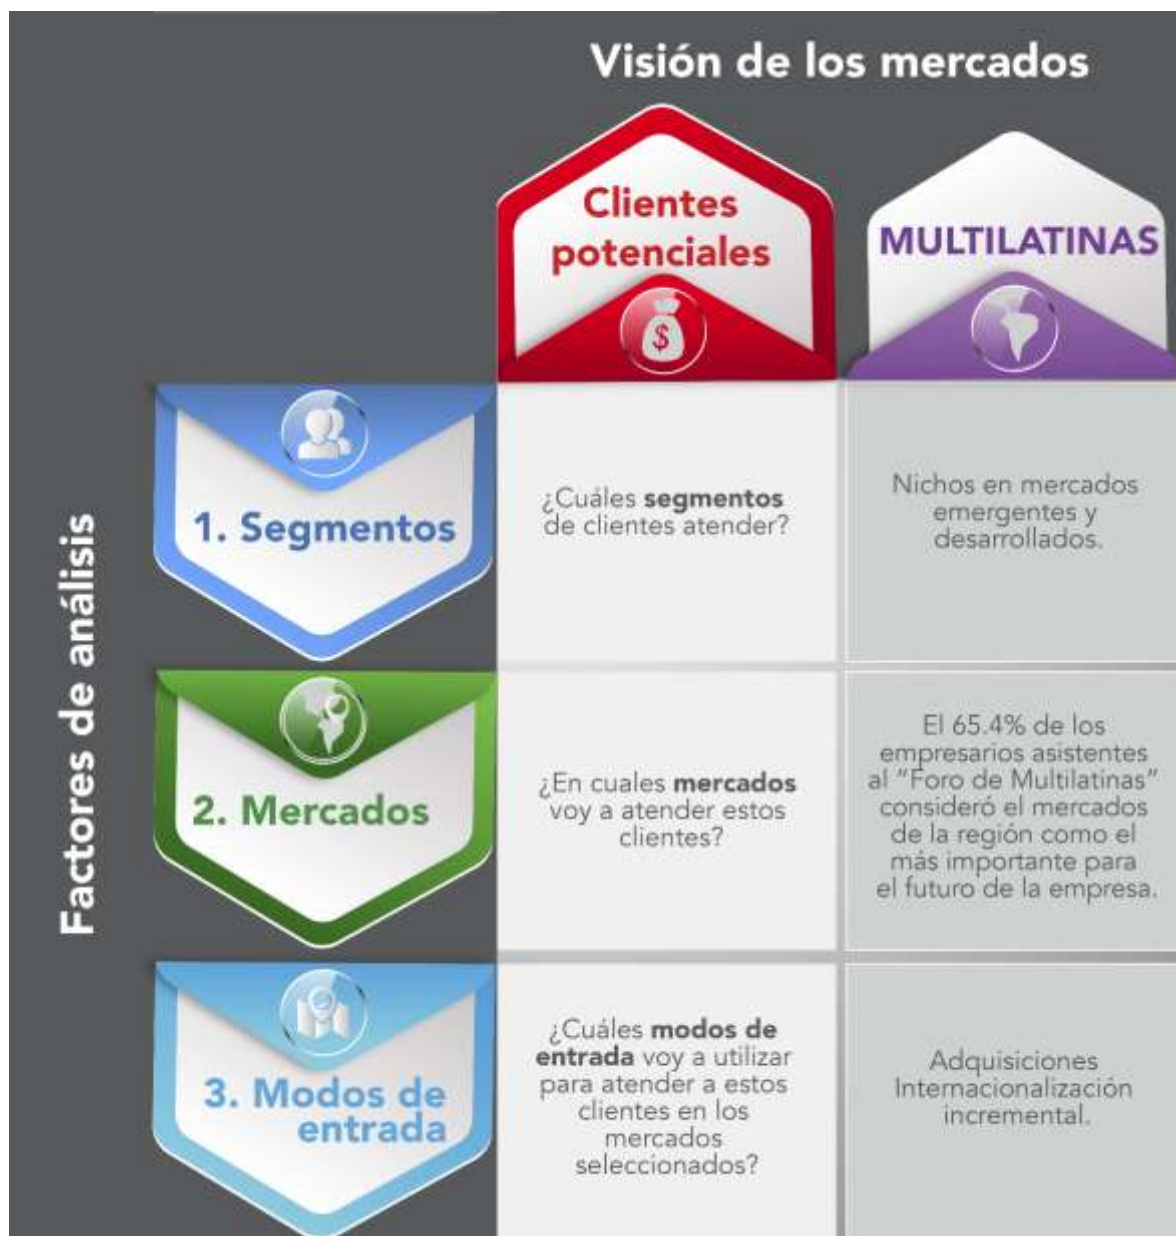 Visión de los mercados
Clientes
potenciales
MULTILATINAS
$
Factores de análisis
1. Segmentos
¿Cuáles segmentos
de clientes atender?
Nichos en mercados
emergentes y
desarrollados.
2. Mercados
¿En cuales mercados
voy a atender estos
clientes?
El 65.4% de los
empresarios asistentes
al "Foro de Multilatinas"
consideró el mercados
de la región como el
más importante para
el futuro de la empresa.
3. Modos de
entrada
¿Cuáles modos de
entrada voy a utilizar
para atender a estos
clientes en los
mercados
seleccionados?
Adquisiciones
Internacionalización
incremental.